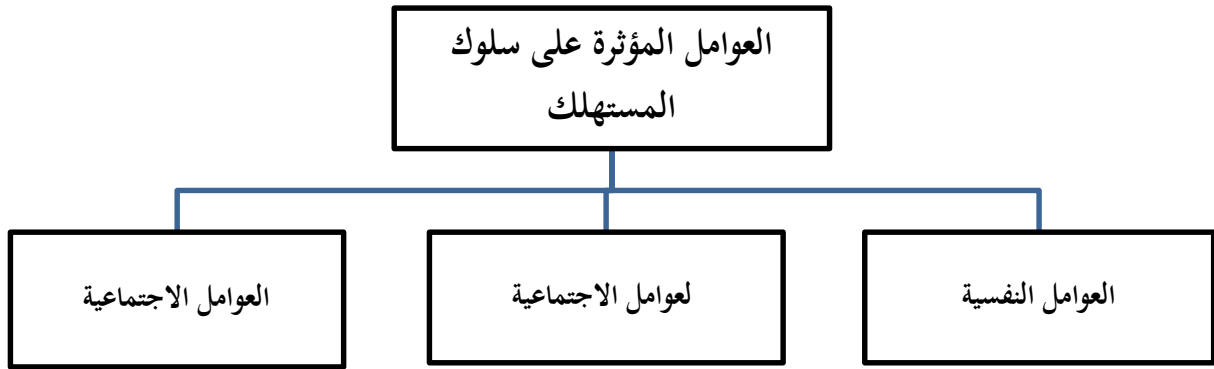 العوامل المؤثرة على سلوك
المستهلك
العوامل النفسية
لعوامل الاجتماعية
العوامل الاجتماعية